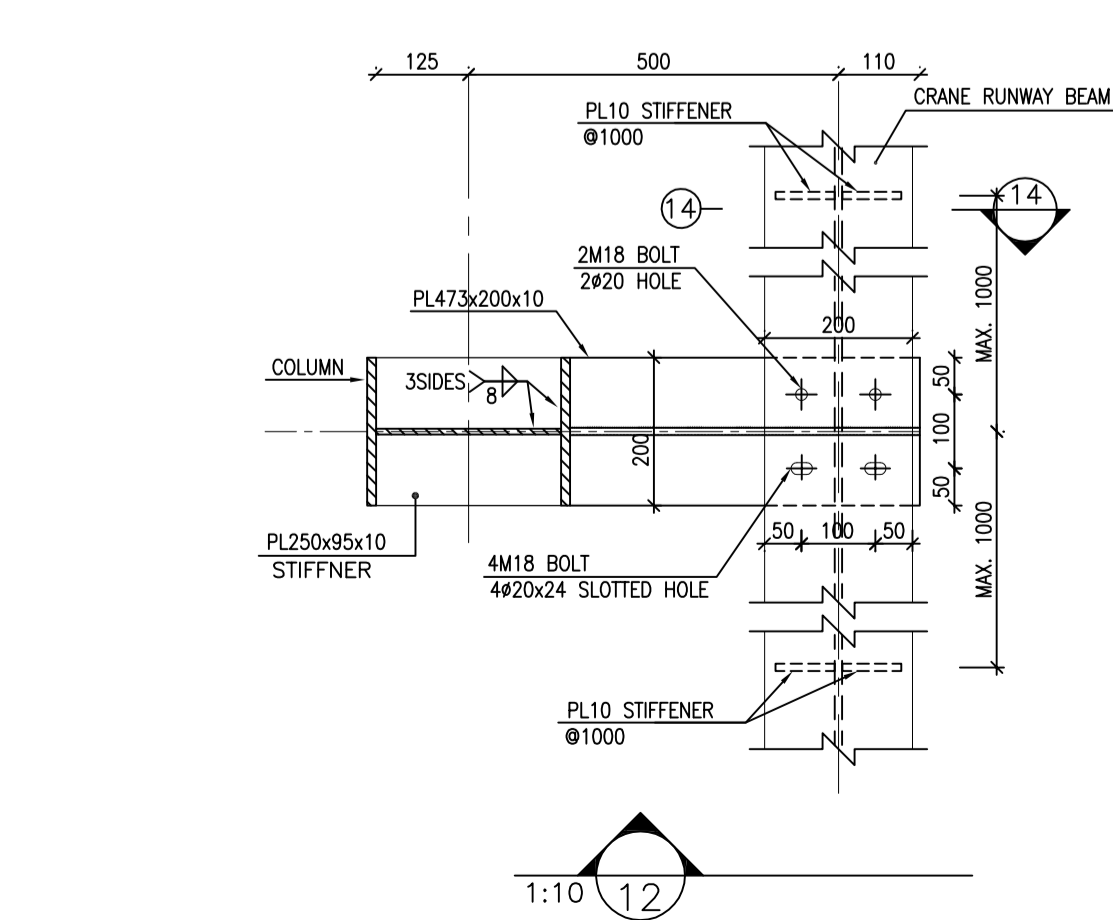 125
500
110
CRANE RUNWAY BEAM
PL10 STIFFENER
@1000
14
14
2M18 BOLT
2ø20 HOLE
PL473x200x10
MAX. 1000
200
COLUMN
3SIDES
8
50
100
50
200
PL250x95x10
STIFFNER
50
100
50
4M18 BOLT
4ø20x24 SLOTTED HOLE
MAX. 1000
PL10 STIFFENER
@1000
1:10
12